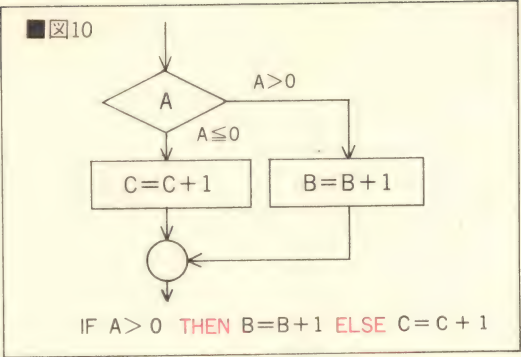 ■図10
A
A>0
A≦0
C=C+1
B=B+1
IF A>0 THEN B=B+1 ELSE C=C+1